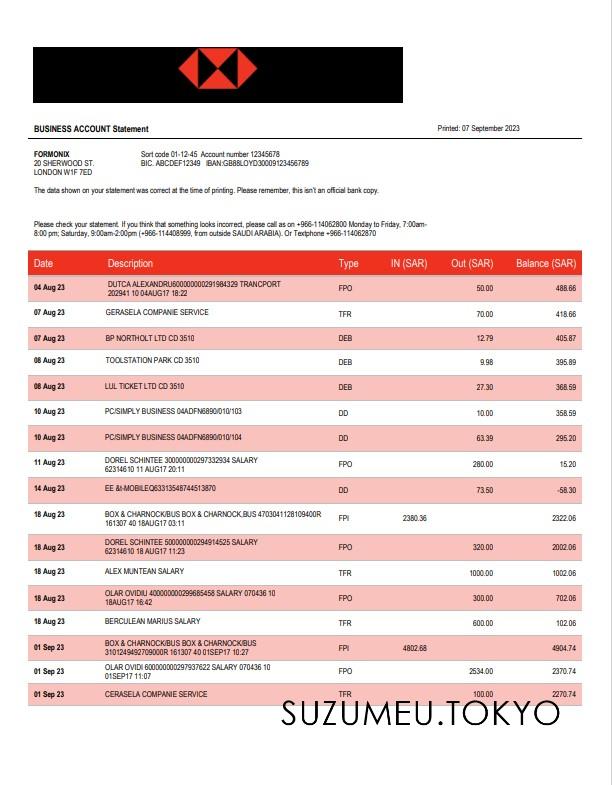 BUSINESS ACCOUNT Statement Printed: 07 September 2023
FORMONIX Sort code 01-12-45 Account number 12345678
20 SHERWOOD ST. BIC. ABCDEF12349 IBAN:GB88LOYD30009123456789
LONDON W1F 7ED
The data shown on your statement was correct at the time of printing. Please remember, this isn't an official bank copy.
Please check your statement. If you think that something looks incorrect, please call as on +966-114062800 Monday to Friday, 7:00am-
8:00 pm; Saturday, 9:00am-2:00pm (+966-114408999, from outside SAUDI ARABIA). Or Textphone +966-114062870
Date Description Type IN (SAR) Out (SAR) Balance (SAR)
04 Aug 23 DUTCA ALEXANDRU600000000291984329 TRANCPORT FPO 50.00 488.66
202941 10 04AUG17 18:22
07 Aug 23 GERASELA COMPANIE SERVICE TFR 70.00 418.66
07 Aug 23 BP NORTHOLT LTD CD 3510 DEB 12.79 405.87
08 Aug 23 TOOLSTATION PARK CD 3510 DEB 9.98 395.89
08 Aug 23 LUL TICKET LTD CD 3510 DEB 27.30 368.59
10 Aug 23 PC/SIMPLY BUSINESS 04ADFN6890/010/103 DD 10.00 358.59
10 Aug 23 PC/SIMPLY BUSINESS 04ADFN6890/010/104 DD 63.39 295.20
11 Aug 23 DOREL SCHINTEE 300000000297332934 SALARY FPO 280.00 15.20
62314610 11 AUG17 20:11
14 Aug 23 EE &t-MOBILEQ63313548744513870 DD 73.50 -58.30
18 Aug 23 BOX & CHARNOCK/BUS BOX & CHARNOCK.BUS 4703041128109400R FPI 2380.36 2322.06
161307 40 18AUG17 03:11
18 Aug 23 DOREL SCHINTEE 500000000294914525 SALARY FPO 320.00 2002.06
62314610 18 AUG17 11:23
18 Aug 23 ALEX MUNTEAN SALARY TFR 1000.00 1002.06
18 Aug 23 OLAR OVIDIU 400000000299685458 SALARY 070436 10 FPO 300.00 702.06
18AUG17 16:42
18 Aug 23 BERCULEAN MARIUS SALARY TFR 600.00 102.06
01 Sep 23 BOX & CHARNOCK/BUS BOX & CHARNOCK/BUS FPI 4802.68 4904.74
3101249492709000R 161307 40 01SEP17 10:27
01 Sep 23 OLAR OVIDI 600000000297937622 SALARY 070436 10 FPO 2534.00 2370.74
01SEP17 11:07
01 Sep 23 CERASELA COMPANIE SERVICE TFR 100.00 2270.74
SUZUMEU.TOKYO